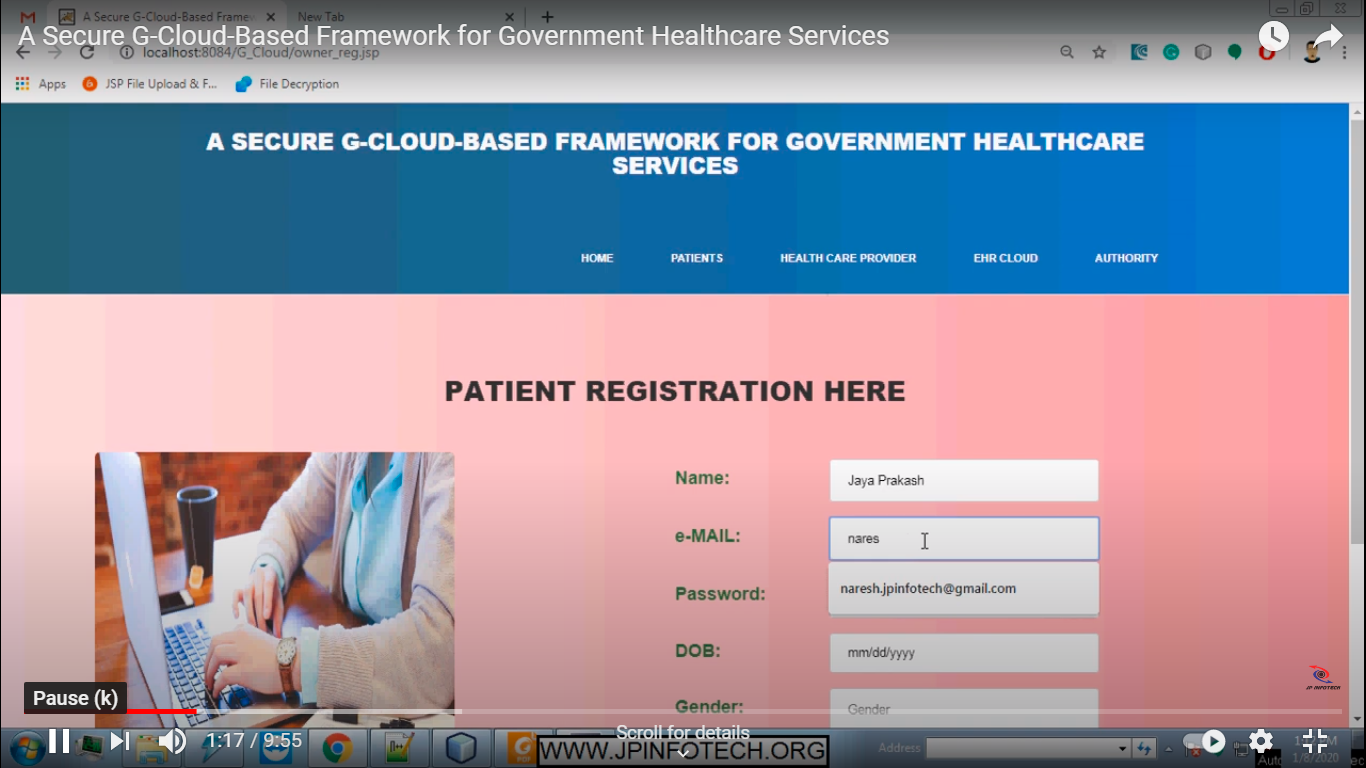 A Secure G-Cloud-Based Framew
New Tab
A Secure G-Cloud-Based Framework for Government Healthcare Services
localhost:8084/G_Cloud/owner_reg.jsp
Apps
JSP File Upload & F...
File Decryption
A SECURE G-CLOUD-BASED FRAMEWORK FOR GOVERNMENT HEALTHCARE
SERVICES
HOME
PATIENTS
HEALTH CARE PROVIDER
EHR CLOUD
AUTHORITY
PATIENT REGISTRATION HERE
Name:
Jaya Prakash
e-MAIL:
nares
naresh.jpinfotech@gmail.com
Password:
DOB:
mm/dd/yyyy
Gender:
Gender
JP INFOTECH
Pause (k)
1:17 / 9:55
Scroll for details
WWW.JPINFOTECH.ORG
Address
1/8/2020